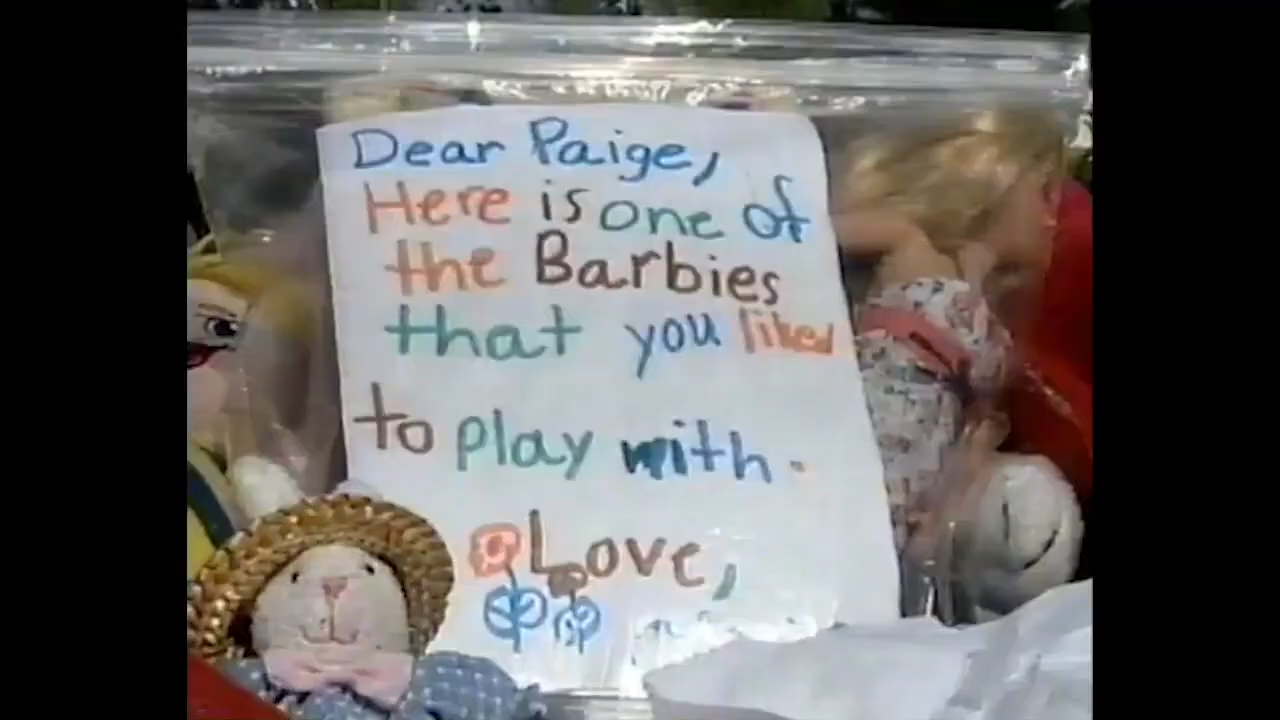 Dear Paige,
Here is one of
the Barbies
that you liked
to play with.
Love,